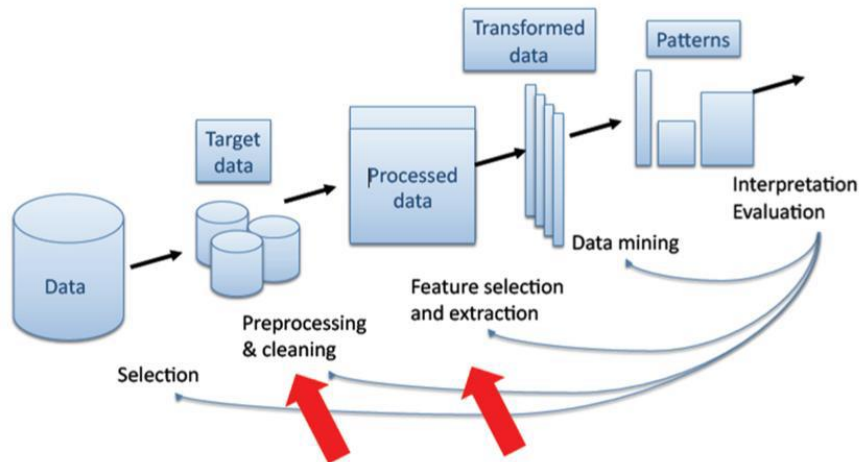 Transformed
data
Patterns
Target
data
Processed
data
Interpretation
Evaluation
Data
Data mining
Feature selection
and extraction
Preprocessing
& cleaning
Selection